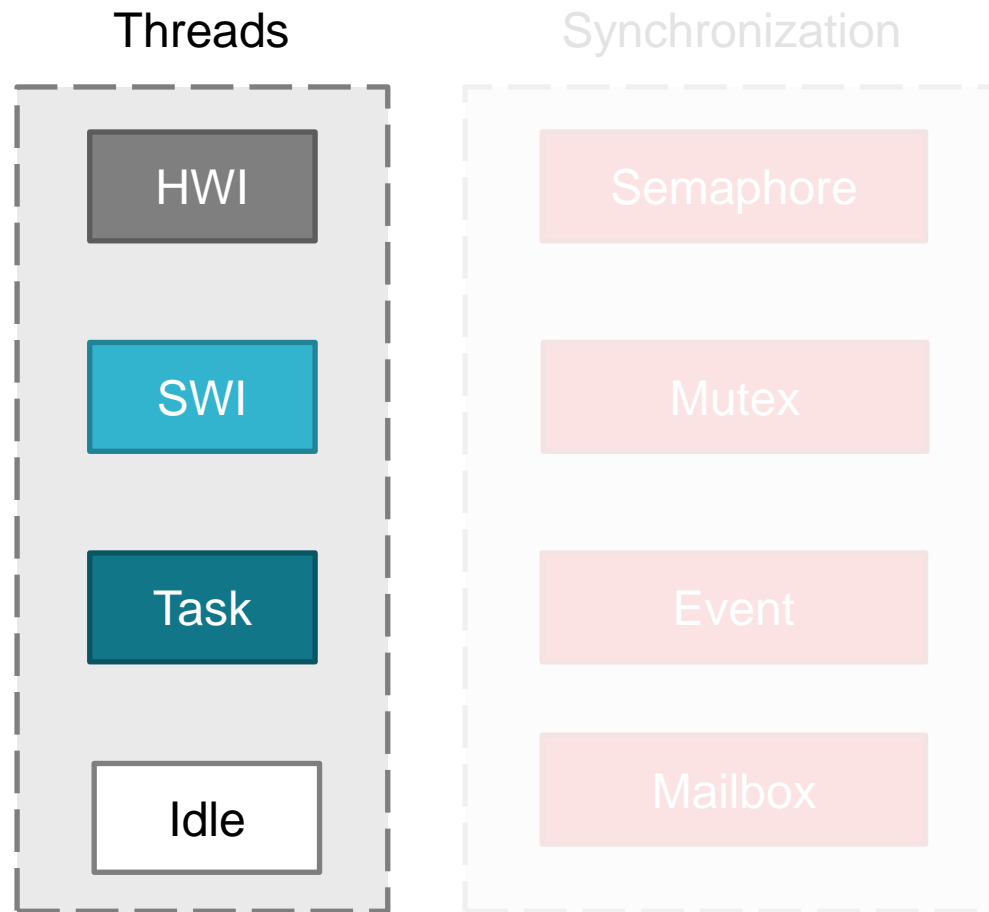 Threads
HWI
SWI
Task
Idle
Synchronization
Semaphore
Mutex
Event
Mailbox